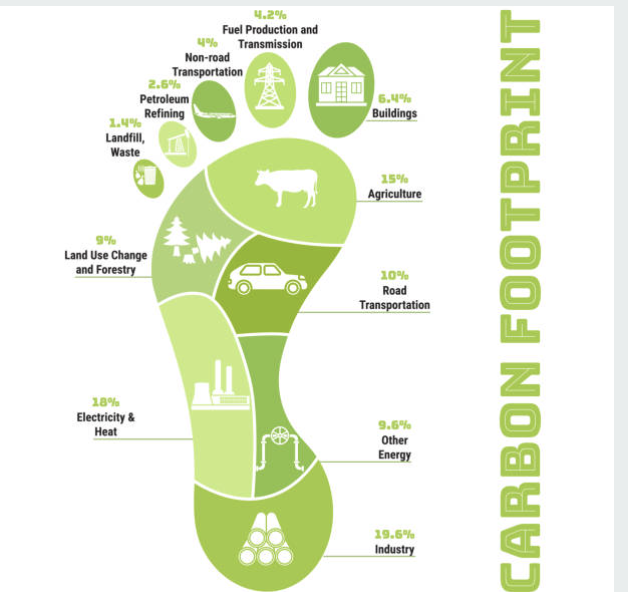 4.2%
Fuel Production and
Transmission
4%
Non-road
Transportation
2.6%
Petroleum
Refining
1.4%
Landfill,
Waste
6.4%
Buildings
15%
Agriculture
9%
Land Use Change
and Forestry
10%
Road
Transportation
18%
Electricity &
Heat
9.6%
Other
Energy
19.6%
Industry
CARBON FOOTPRINT